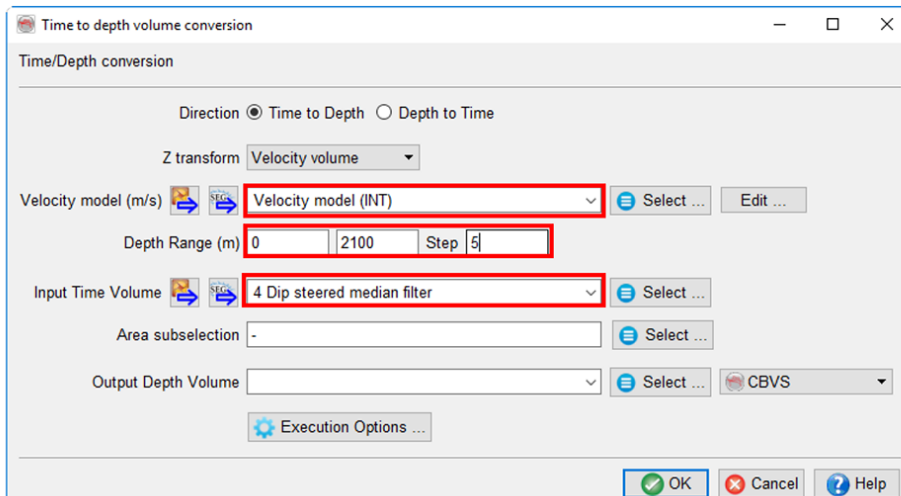 Time to depth volume conversion
Time/Depth conversion
Direction Time to Depth Depth to Time
Z transform Velocity volume
Velocity model (m/s) SEG Velocity model (INT) Select ... Edit ...
Depth Range (m) 0 2100 Step 5
Input Time Volume SEG 4 Dip steered median filter Select ...
Area subselection - Select ...
Output Depth Volume Select ... CBVS
Execution Options ...
OK Cancel Help